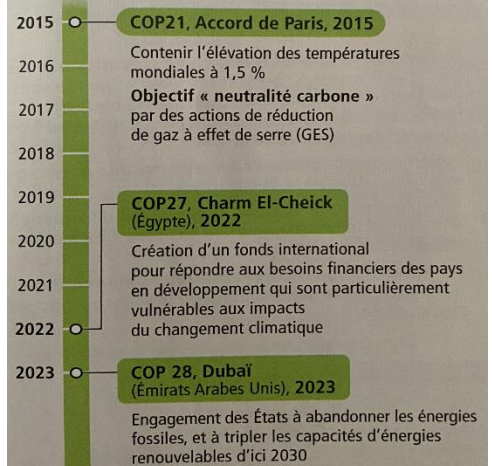 2015
COP21, Accord de Paris, 2015
Contenir l'élévation des températures
mondiales à 1,5 %
2016
Objectif « neutralité carbone »
par des actions de réduction
de gaz à effet de serre (GES)
2017
2018
2019
COP27, Charm El-Cheick
(Égypte), 2022
2020
Création d'un fonds international
pour répondre aux besoins financiers des pays
en développement qui sont particulièrement
vulnérables aux impacts
du changement climatique
2021
2022
2023
COP 28, Dubaï
(Émirats Arabes Unis), 2023
Engagement des États à abandonner les énergies
fossiles, et à tripler les capacités d'énergies
renouvelables d'ici 2030